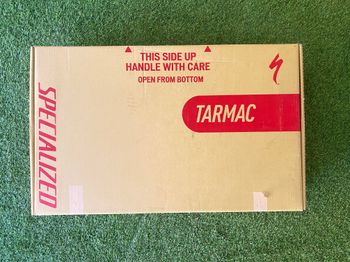 THIS SIDE UP
HANDLE WITH CARE
OPEN FROM BOTTOM
TARMAC
SPECIALIZED